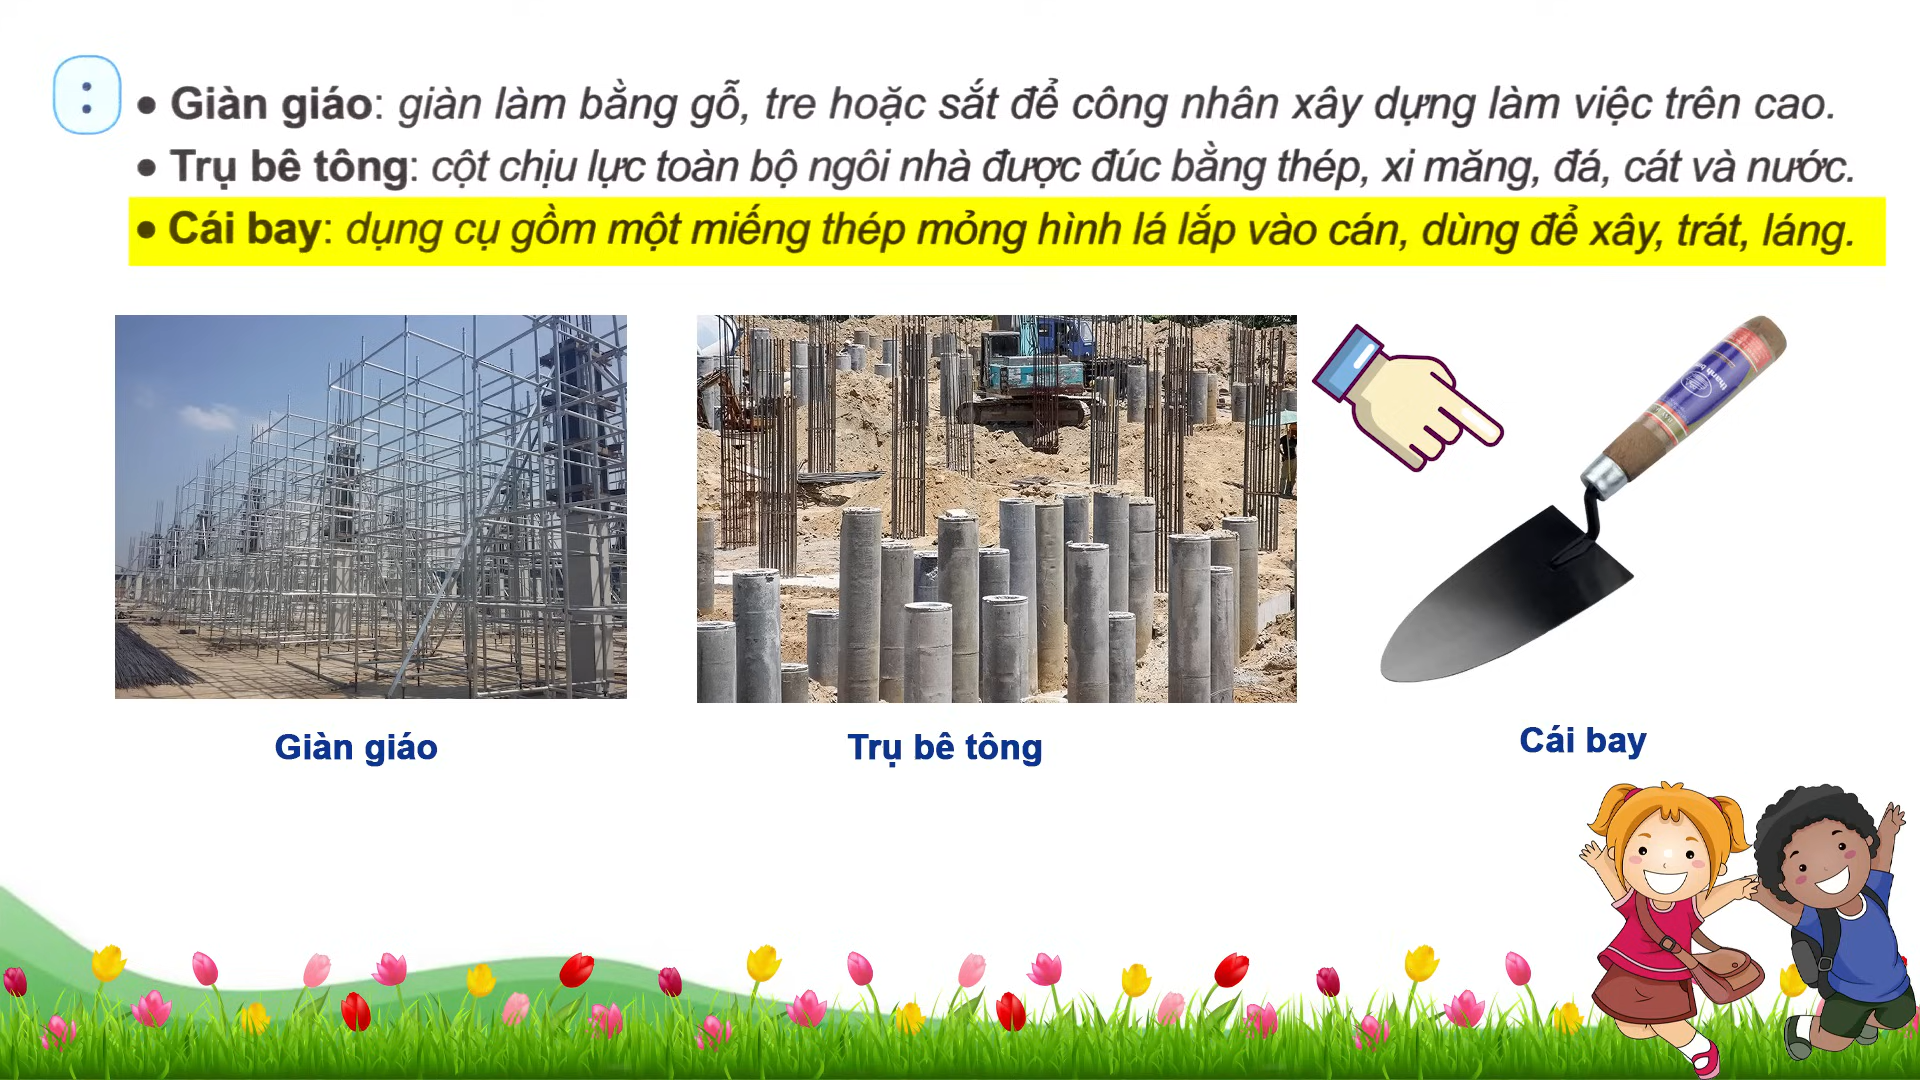 :
• Giàn giáo: giàn làm bằng gỗ, tre hoặc sắt để công nhân xây dựng làm việc trên cao.
• Trụ bê tông: cột chịu lực toàn bộ ngôi nhà được đúc bằng thép, xi măng, đá, cát và nước.
• Cái bay: dụng cụ gồm một miếng thép mỏng hình lá lắp vào cán, dùng để xây, trát, láng.
Giàn giáo
Trụ bê tông
Cái bay